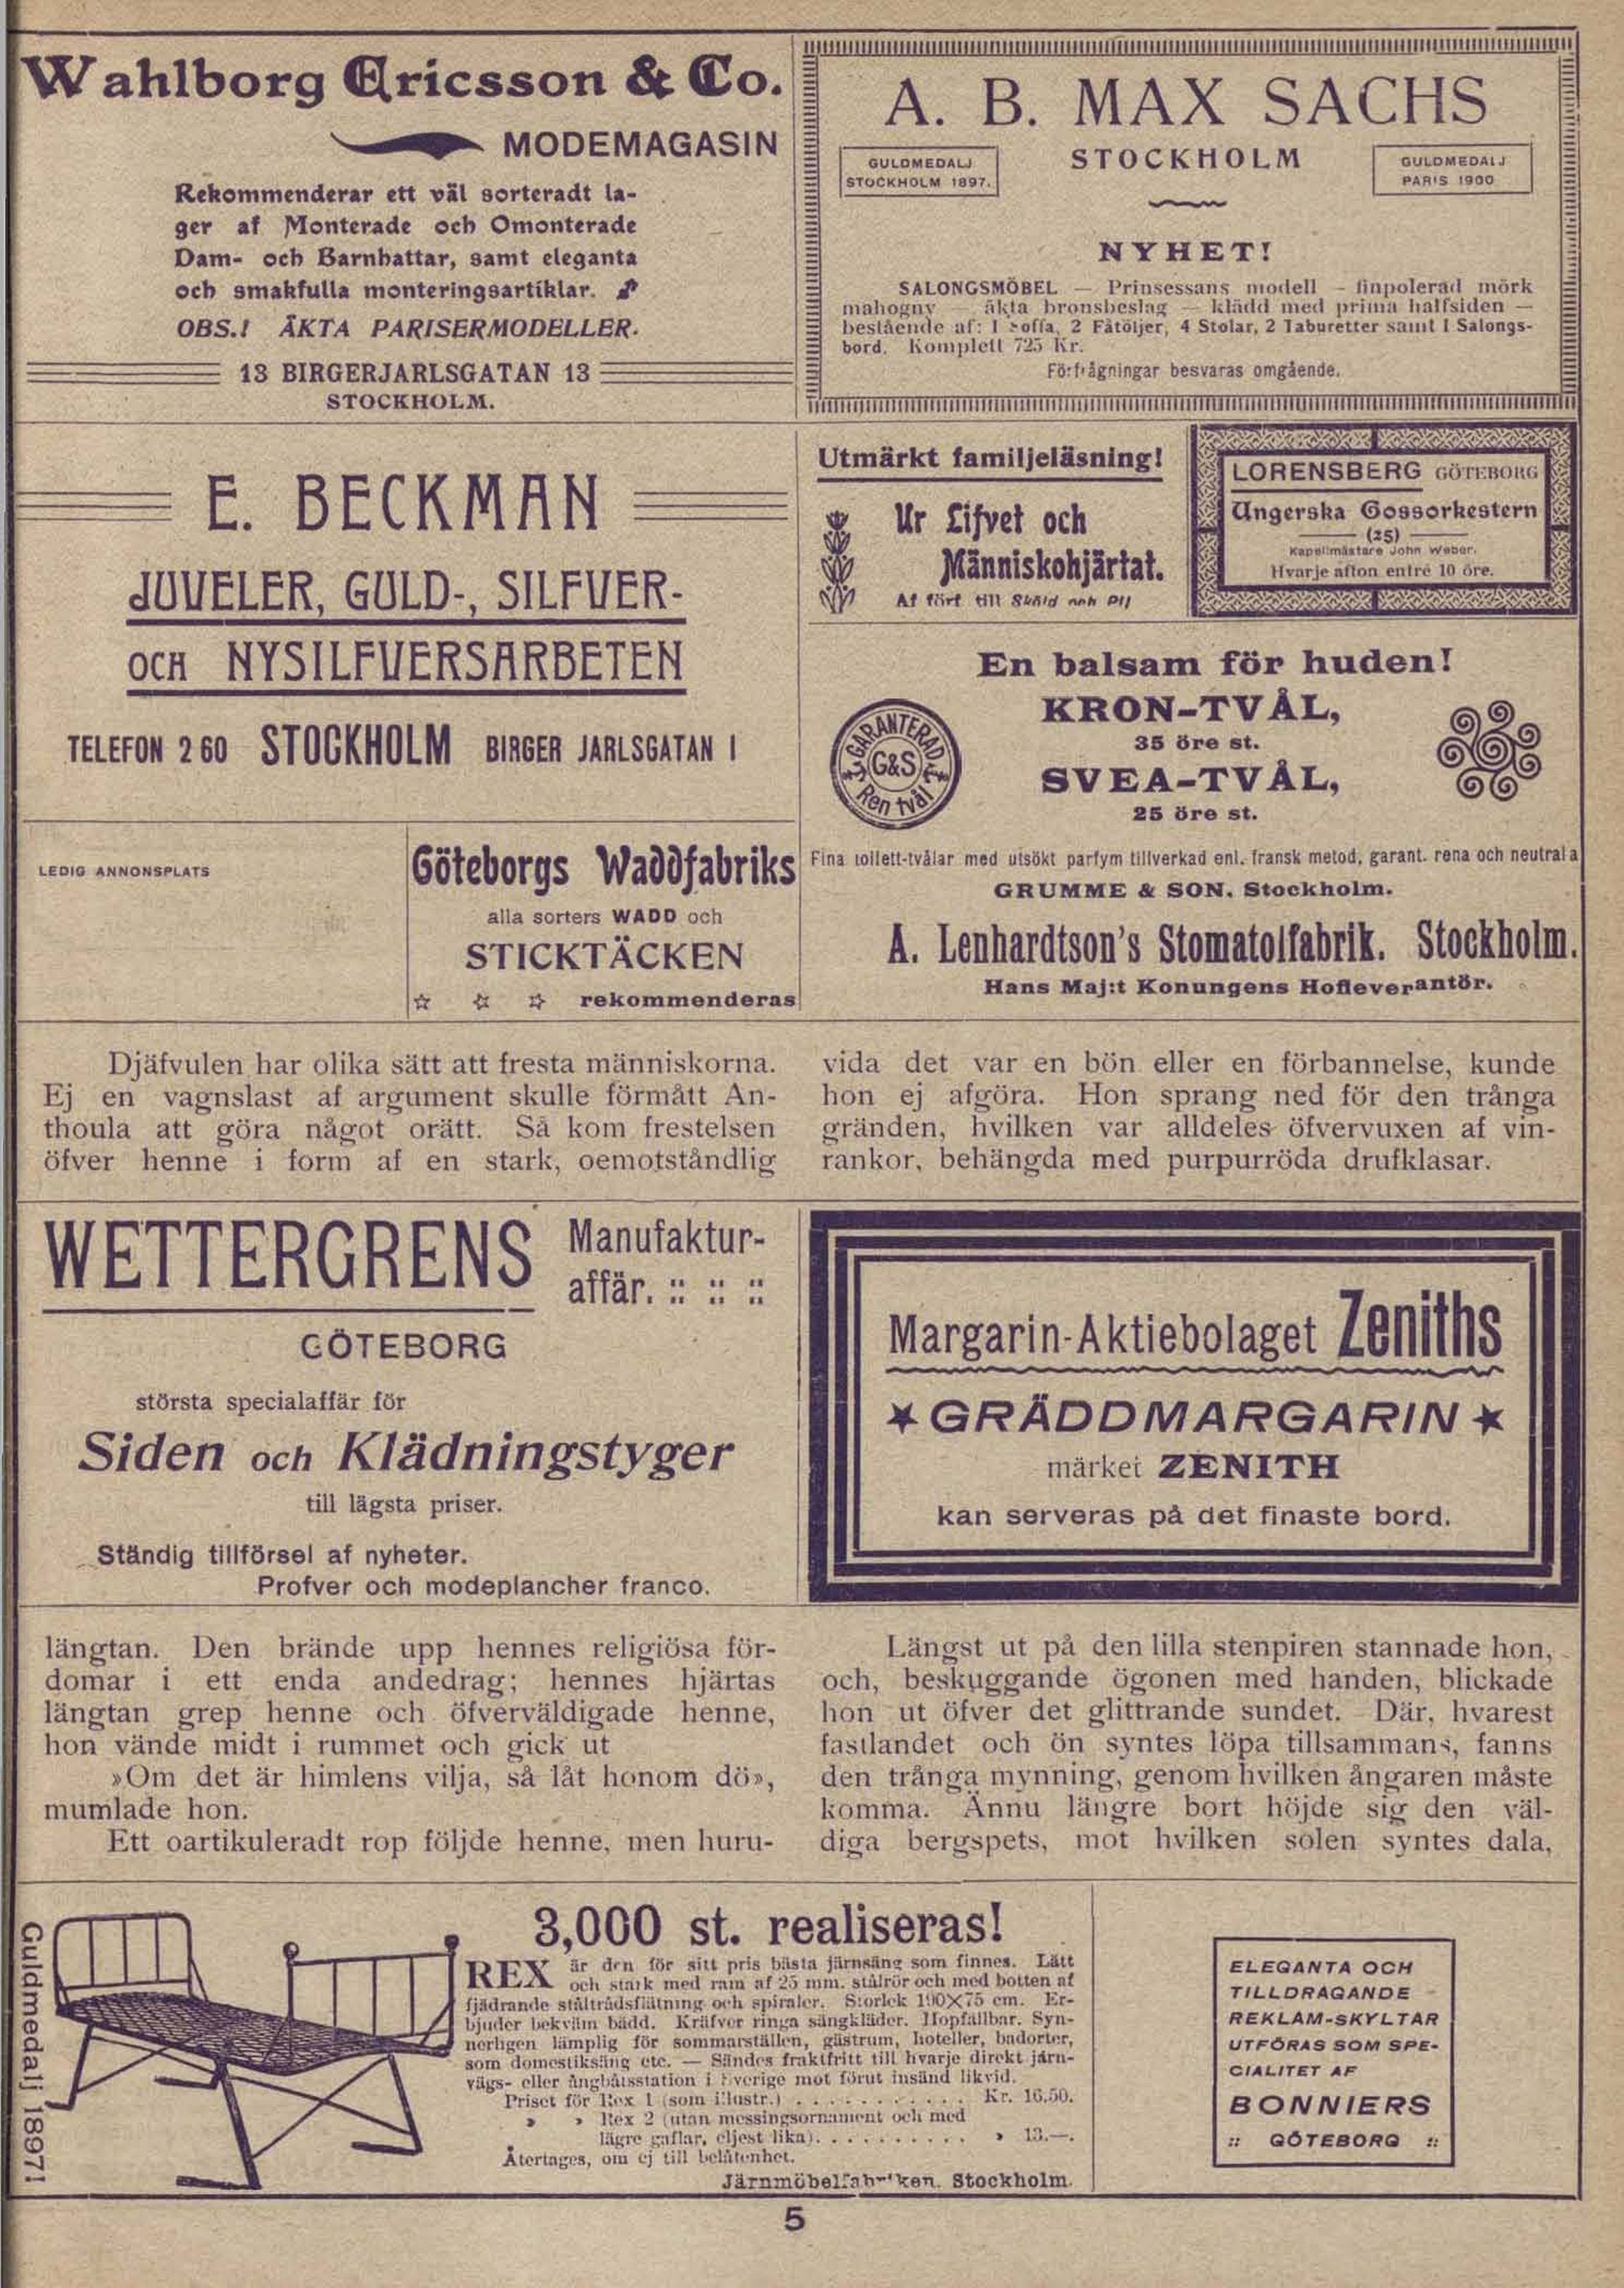 Wahlborg Ericsson & Co.
MODEMAGASIN
Rekommenderar ett väl sorteradt la-
ger af Monterade och Omonterade
Dam- och Barnhattar, samt eleganta
och smakfulla monteringsartiklar.
OBS.! ÄKTA PARISERMODELLER.
13 BIRGERJARLSGATAN 13
STOCKHOLM.
A. B. MAX SACHS
STOCKHOLM
GULDMEDALJ
STOCKHOLM 1897.
GULDMEDALJ
PARIS 1900
NYHET!
SALONGSMÖBEL — Prinsessans modell — finpolerad mörk
mahogny — äkta bronsbeslag — klädd med prima halfsiden —
bestående af: 1 soffa, 2 Fåtöljer, 4 Stolar, 2 Taburetter samt 1 Salongs-
bord. Komplett 725 Kr.
Förfrågningar besvaras omgående.
E. BECKMAN
JUVELER, GULD-, SILFVER-
OCH NYSILFVERSARBETEN
TELEFON 2 60 STOCKHOLM BIRGER JARLSGATAN 1
Utmärkt familjeläsning!
Ur Lifvet och
Människohjärtat.
Af förf. till Sköld och Pil
LORENSBERG GÖTEBORG
Ungerska Gossorkestern
(25)
Kapellmästare John Weber.
Hvarje afton entré 10 öre.
En balsam för huden!
KRON-TVÅL,
35 öre st.
SVEA-TVÅL,
25 öre st.
GARANTERAD
G&S
Ren tvål
Fina toilett-tvålar med utsökt parfym tillverkad enl. fransk metod, garant. rena och neutrala
GRUMME & SON. Stockholm.
LEDIG ANNONSPLATS
Göteborgs Waddfabriks
alla sorters WADD och
STICKTÄCKEN
☆ ☆ ☆ rekommenderas
A. Lenhardtson's Stomatolfabrik. Stockholm.
Hans Maj:t Konungens Hofleverantör.
Djäfvulen har olika sätt att fresta människorna.
Ej en vagnslast af argument skulle förmått An-
thoula att göra något orätt. Så kom frestelsen
öfver henne i form af en stark, oemotståndlig
vida det var en bön eller en förbannelse, kunde
hon ej afgöra. Hon sprang ned för den trånga
gränden, hvilken var alldeles öfvervuxen af vin-
rankor, behängda med purpurröda drufklasar.
WETTERGRENS Manufaktur-
affär. :: :: ::
GÖTEBORG
största specialaffär för
Siden och Klädningstyger
till lägsta priser.
Ständig tillförsel af nyheter.
Profver och modeplancher franco.
Margarin-Aktiebolaget Zeniths
★ GRÄDDMARGARIN ★
märket ZENITH
kan serveras på det finaste bord.
längtan. Den brände upp hennes religiösa för-
domar i ett enda andedrag; hennes hjärtas
längtan grep henne och öfverväldigade henne,
hon vände midt i rummet och gick ut
»Om det är himlens vilja, så låt honom dö»,
mumlade hon.
Ett oartikuleradt rop följde henne, men huru-
Längst ut på den lilla stenpiren stannade hon,
och, beskuggande ögonen med handen, blickade
hon ut öfver det glittrande sundet. Där, hvarest
fastlandet och ön syntes löpa tillsammans, fanns
den trånga mynning, genom hvilken ångaren måste
komma. Ännu längre bort höjde sig den väl-
diga bergspets, mot hvilken solen syntes dala,
Guldmedalj 1897!
3,000 st. realiseras!
REX är den för sitt pris bästa järnsäng som finnes. Lätt
och stark med ram af 25 mm. stålrör och med botten af
fjädrande ståltrådsflätning och spiraler. Storlek 190×75 cm. Er-
bjuder bekväm bädd. Kräfver ringa sängkläder. Hopfällbar. Syn-
nerligen lämplig för sommarställen, gästrum, hoteller, badorter,
som domestiksäng etc. — Sändes fraktfritt till hvarje direkt järn-
vägs- eller ångbåtsstation i Sverige mot förut insänd likvid.
Priset för Rex 1 (som illustr.) . . . . . . . . . . Kr. 16.50.
» » Rex 2 (utan messingsornament och med
lägre gaflar, eljest lika). . . . . . . . . . » 13.—.
Återtages, om ej till belåtenhet.
Järnmöbelfabriken. Stockholm.
ELEGANTA OCH
TILLDRAGANDE
REKLAM-SKYLTAR
UTFÖRAS SOM SPE-
CIALITET AF
BONNIERS
:: GÖTEBORG ::
5